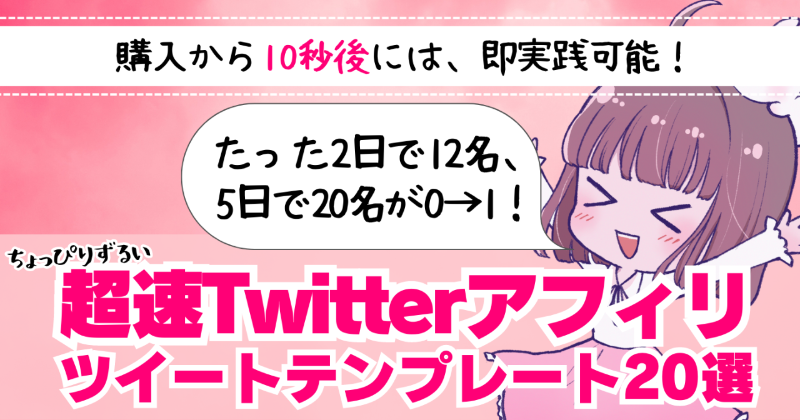 購入から10秒後には、即実践可能！
たった2日で12名、
5日で20名が0→1！
ちょっぴりずるい
超速Twitterアフィリ
ツイートテンプレート20選